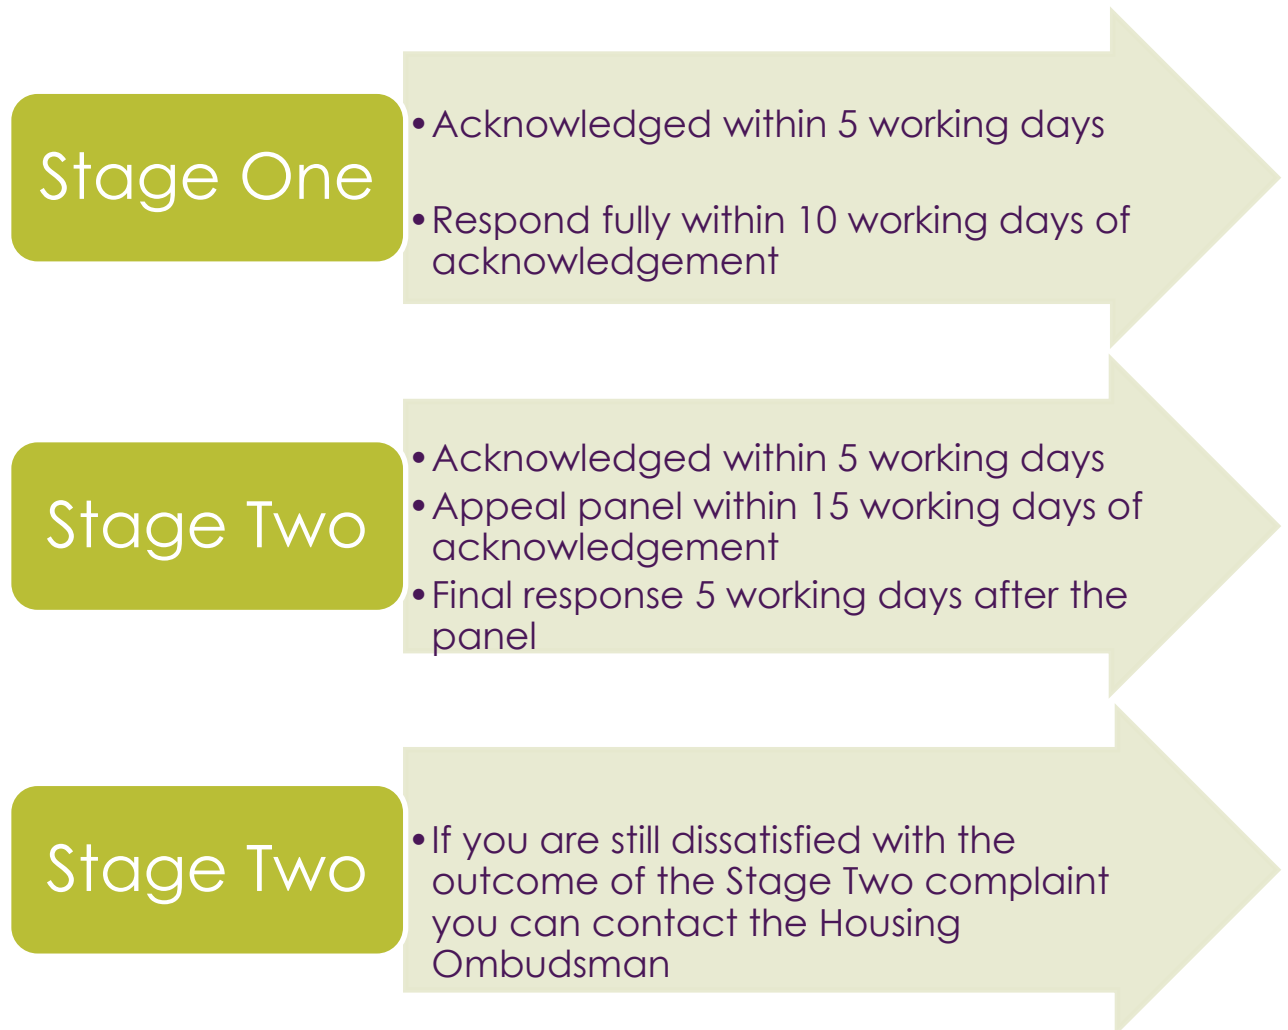 Stage One
•Acknowledged within 5 working days
•Respond fully within 10 working days of
acknowledgement
Stage Two
•Acknowledged within 5 working days
•Appeal panel within 15 working days of
acknowledgement
•Final response 5 working days after the
panel
Stage Two
•If you are still dissatisfied with the
outcome of the Stage Two complaint
you can contact the Housing
Ombudsman